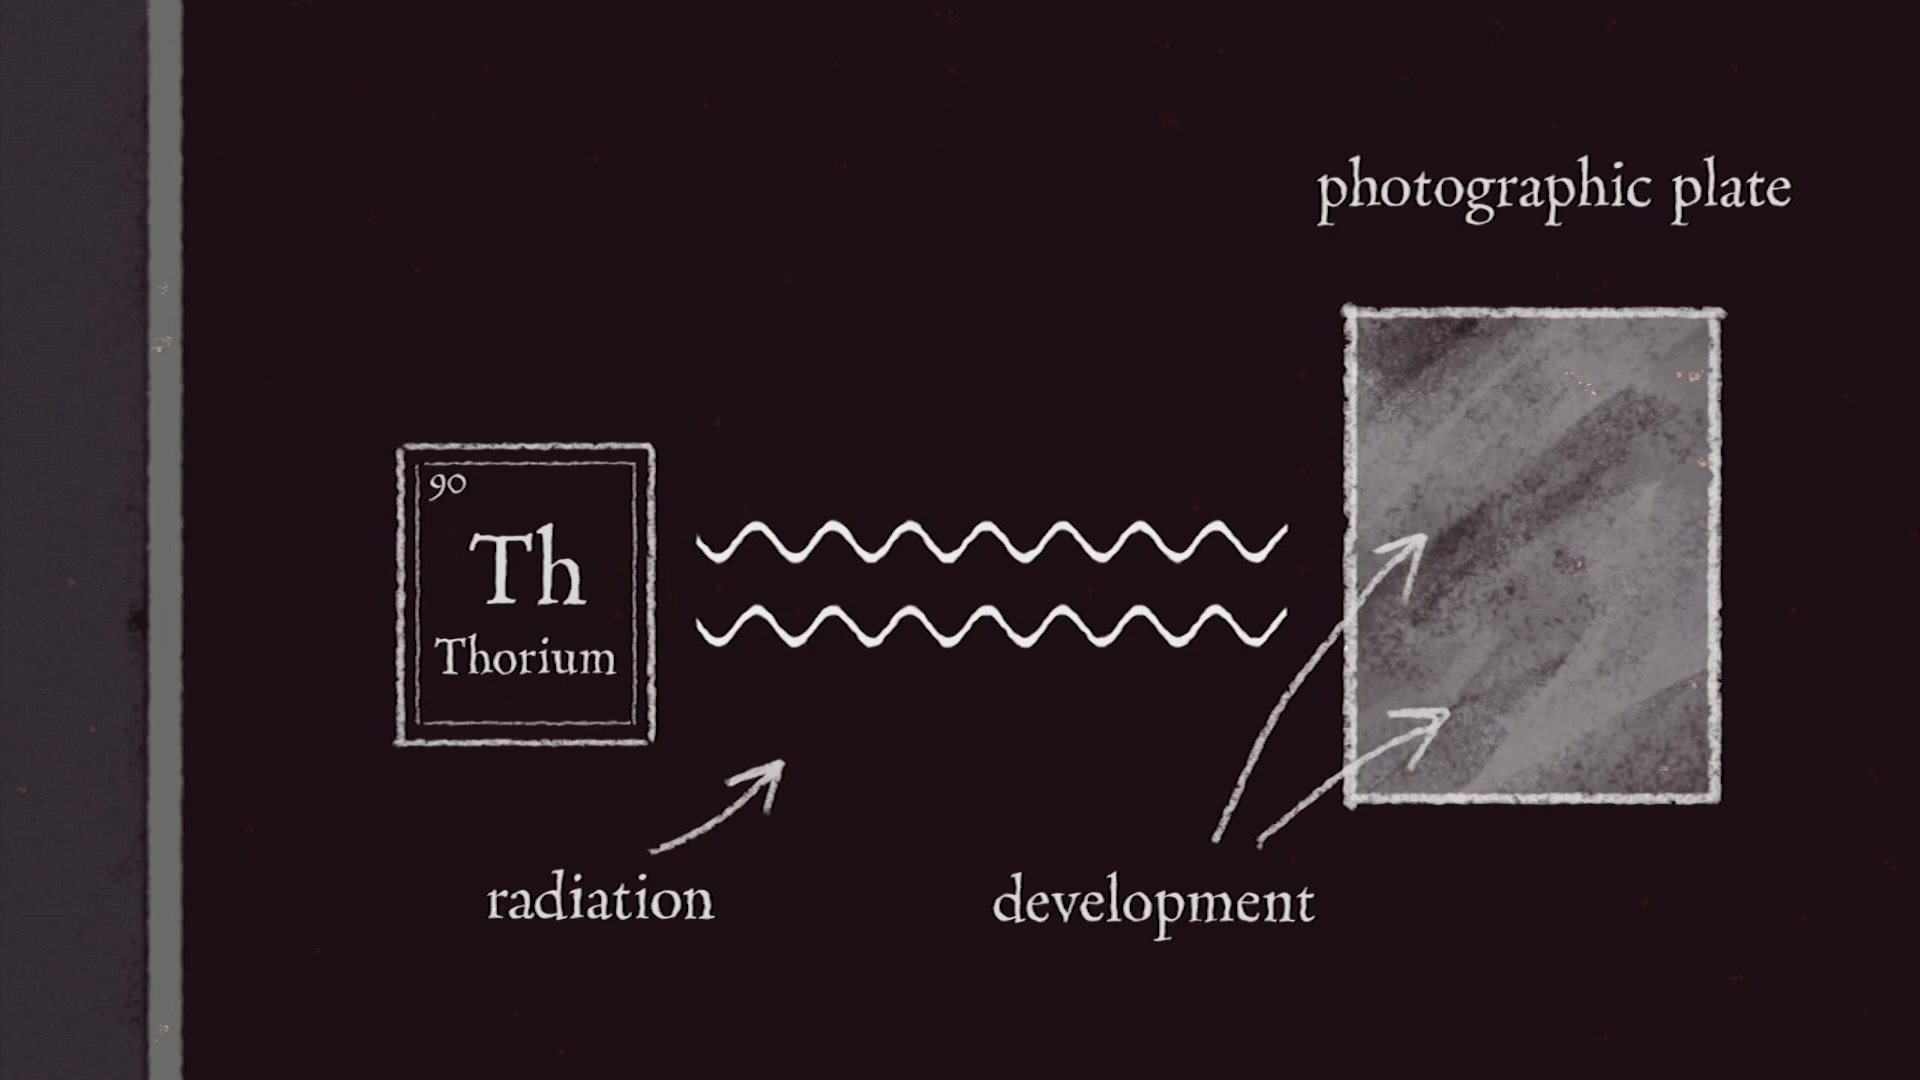 photographic plate
90
Th
Thorium
radiation
development